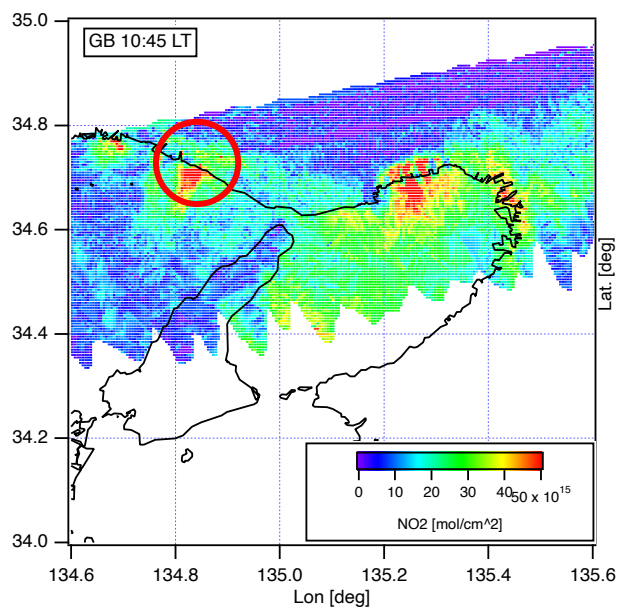 35.0
GB 10:45 LT
34.8
34.6
Lat. [deg]
34.4
34.2
0 10 20 30 40 50 x 10^15
NO2 [mol/cm^2]
34.0
134.6 134.8 135.0 135.2 135.4 135.6
Lon [deg]